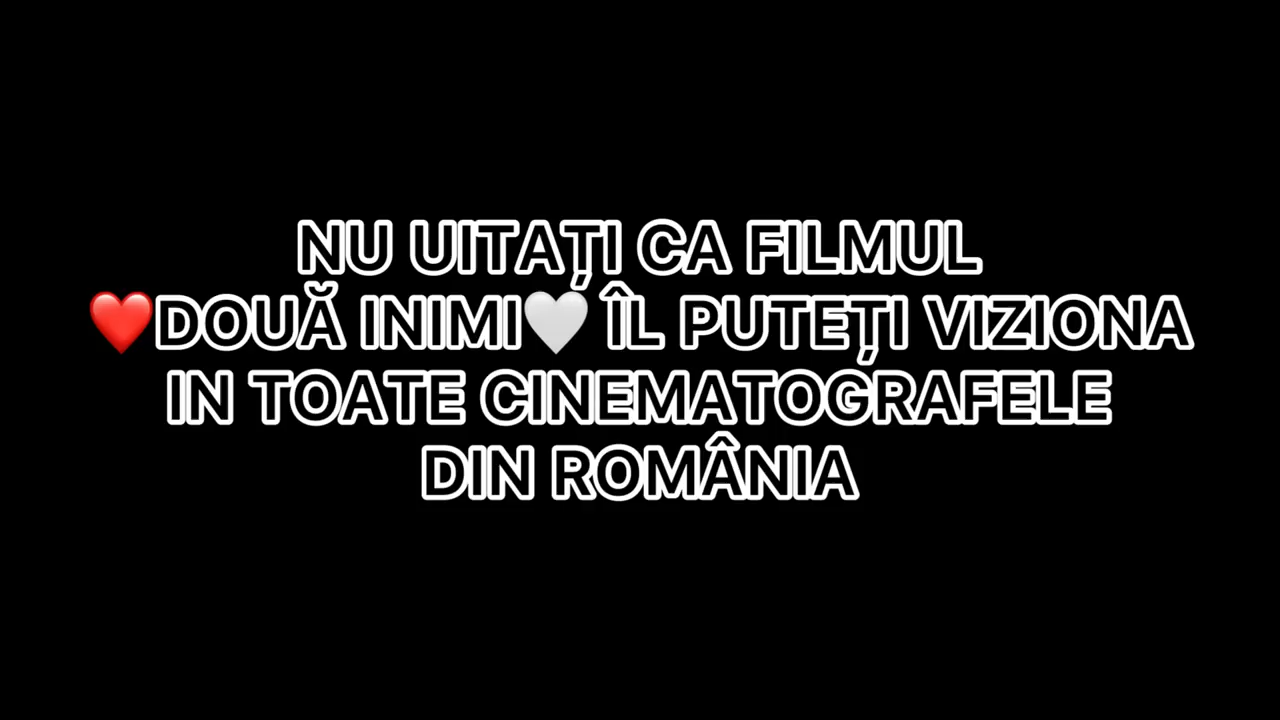 NU UITAȚI CA FILMUL
❤️DOUĂ INIMI🤍 ÎL PUTEȚI VIZIONA
IN TOATE CINEMATOGRAFELE
DIN ROMÂNIA